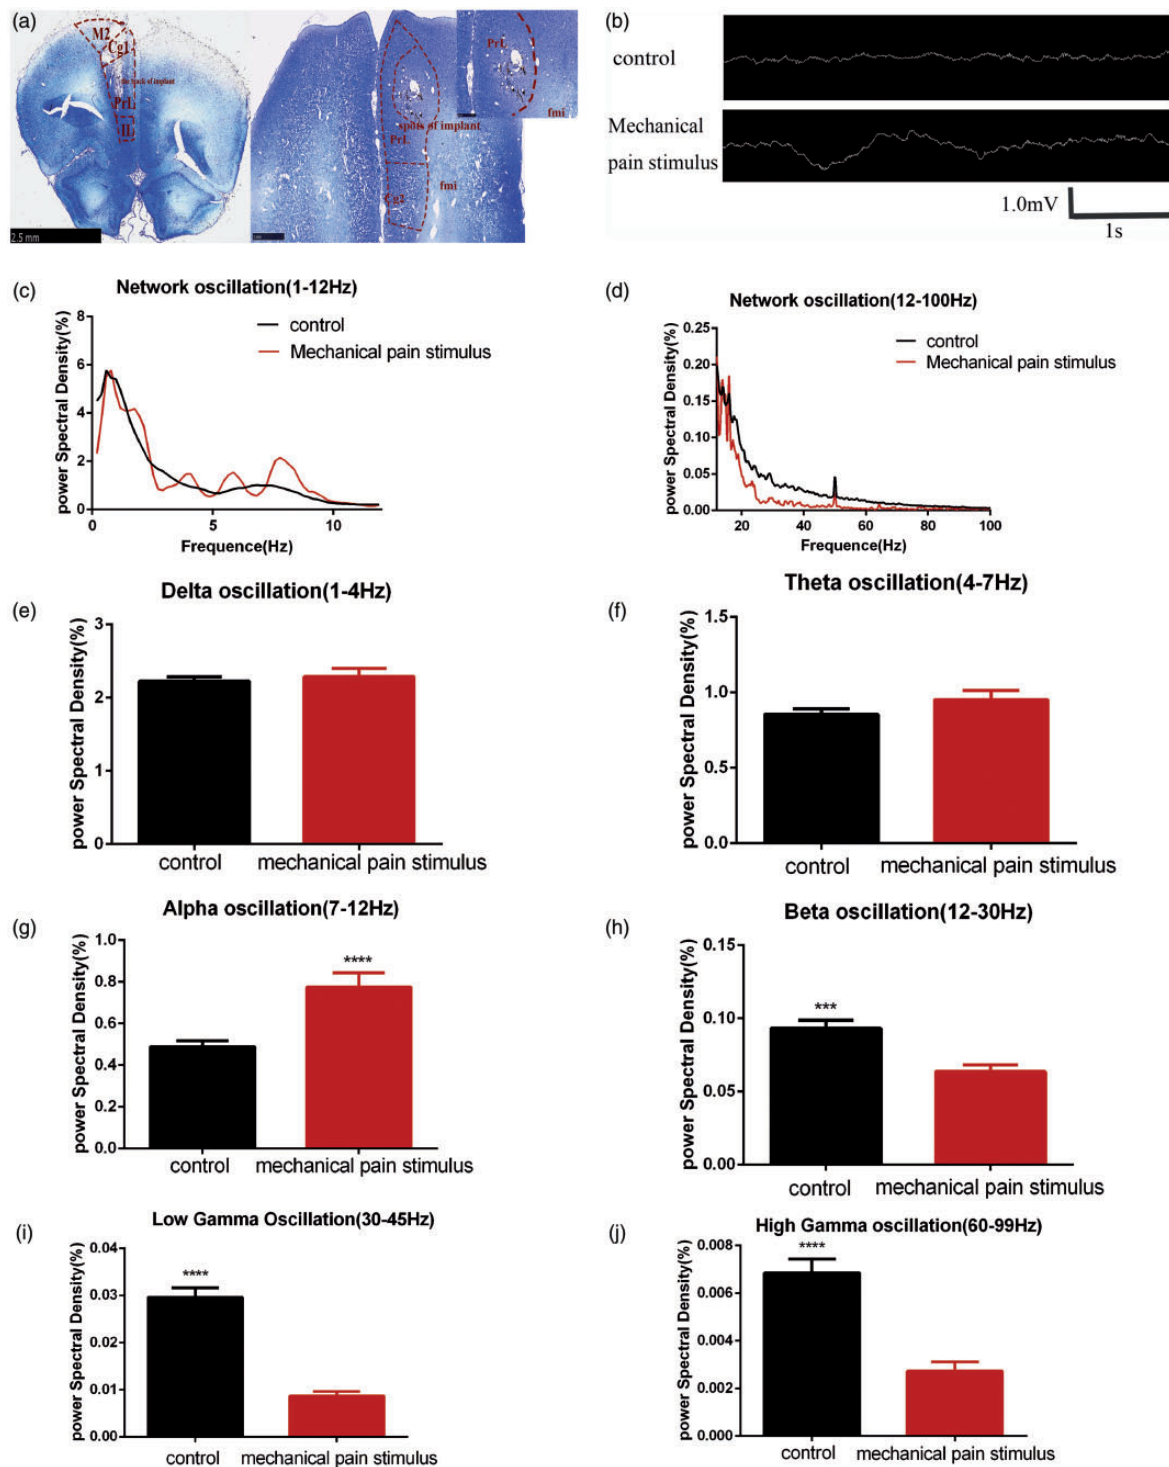 (a)
M2
Cg1
PrL
IL
2.5 mm
PrL
fmi
spots of implant
PrL
Cg2
fmi
(b)
control
Mechanical
pain stimulus
1.0mV
1s
(c)
Network oscillation(1-12Hz)
power Spectral Density(%)
8
6
4
2
0
0
5
10
Frequence(Hz)
control
Mechanical pain stimulus
(d)
Network oscillation(12-100Hz)
power Spectral Density(%)
0.25
0.20
0.15
0.10
0.05
0.00
20
40
60
80
100
Frequence(Hz)
control
Mechanical pain stimulus
(e)
Delta oscillation(1-4Hz)
power Spectral Density(%)
3
2
1
0
control
mechanical pain stimulus
(f)
Theta oscillation(4-7Hz)
power Spectral Density(%)
1.5
1.0
0.5
0.0
control
mechanical pain stimulus
(g)
Alpha oscillation(7-12Hz)
power Spectral Density(%)
1.0
0.8
0.6
0.4
0.2
0.0
****
control
mechanical pain stimulus
(h)
Beta oscillation(12-30Hz)
power Spectral Density(%)
0.15
0.10
0.05
0.00
***
control
mechanical pain stimulus
(i)
Low Gamma Oscillation(30-45Hz)
power Spectral Density(%)
0.04
0.03
0.02
0.01
0.00
****
control
mechanical pain stimulus
(j)
High Gamma oscillation(60-99Hz)
power Spectral Density(%)
0.008
0.006
0.004
0.002
0.000
****
control
mechanical pain stimulus